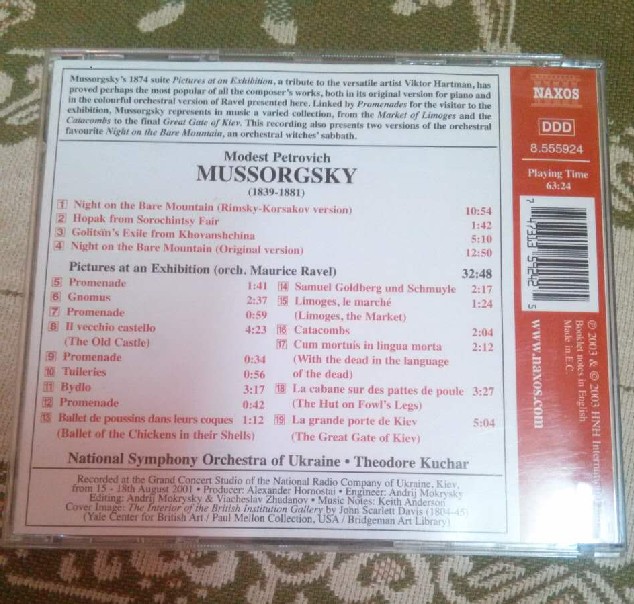 Mussorgsky's 1874 suite Pictures at an Exhibition, a tribute to the versatile artist Viktor Hartman, has
proved perhaps the most popular of all the composer's works, both in its original version for piano and
in the colourful orchestral version of Ravel presented here. Linked by Promenades for the visitor to the
exhibition, Mussorgsky represents in music a varied collection, from the Market of Limoges and the
Catacombs to the final Great Gate of Kiev. This recording also presents two versions of the orchestral
favourite Night on the Bare Mountain, an orchestral witches' sabbath.
Modest Petrovich
MUSSORGSKY
(1839-1881)
1 Night on the Bare Mountain (Rimsky-Korsakov version) 10:54
2 Hopak from Sorochintsy Fair 1:42
3 Golitsin's Exile from Khovanshchina 5:10
4 Night on the Bare Mountain (Original version) 12:50
Pictures at an Exhibition (orch. Maurice Ravel) 32:48
5 Promenade 1:41
6 Gnomus 2:37
7 Promenade 0:59
8 Il vecchio castello 4:23
(The Old Castle)
9 Promenade 0:34
10 Tuileries 0:56
11 Bydlo 3:17
12 Promenade 0:42
13 Ballet de poussins dans leurs coques 1:12
(Ballet of the Chickens in their Shells)
14 Samuel Goldberg und Schmuyle 2:17
15 Limoges, le marché 1:24
(Limoges, the Market)
16 Catacombs 2:04
17 Cum mortuis in lingua morta 2:12
(With the dead in the language
of the dead)
18 La cabane sur des pattes de poule 3:27
(The Hut on Fowl's Legs)
19 La grande porte de Kiev 5:04
(The Great Gate of Kiev)
National Symphony Orchestra of Ukraine • Theodore Kuchar
Recorded at the Grand Concert Studio of the National Radio Company of Ukraine, Kiev,
from 15 - 18th August 2001 • Producer: Alexander Hornostai • Engineer: Andrij Mokrysky
Editing: Andrij Mokrysky & Viacheslav Zhdanov • Music Notes: Keith Anderson
Cover Image: The Interior of the British Institution Gallery by John Scarlett Davis (1804-45)
(Yale Center for British Art / Paul Mellon Collection, USA / Bridgeman Art Library)
NAXOS
DDD
8.555924
Playing Time
63:24
7 47313 59242 5
www.naxos.com
℗ 2003 & © 2003 HNH
Booklet notes in English
Made in E.C.